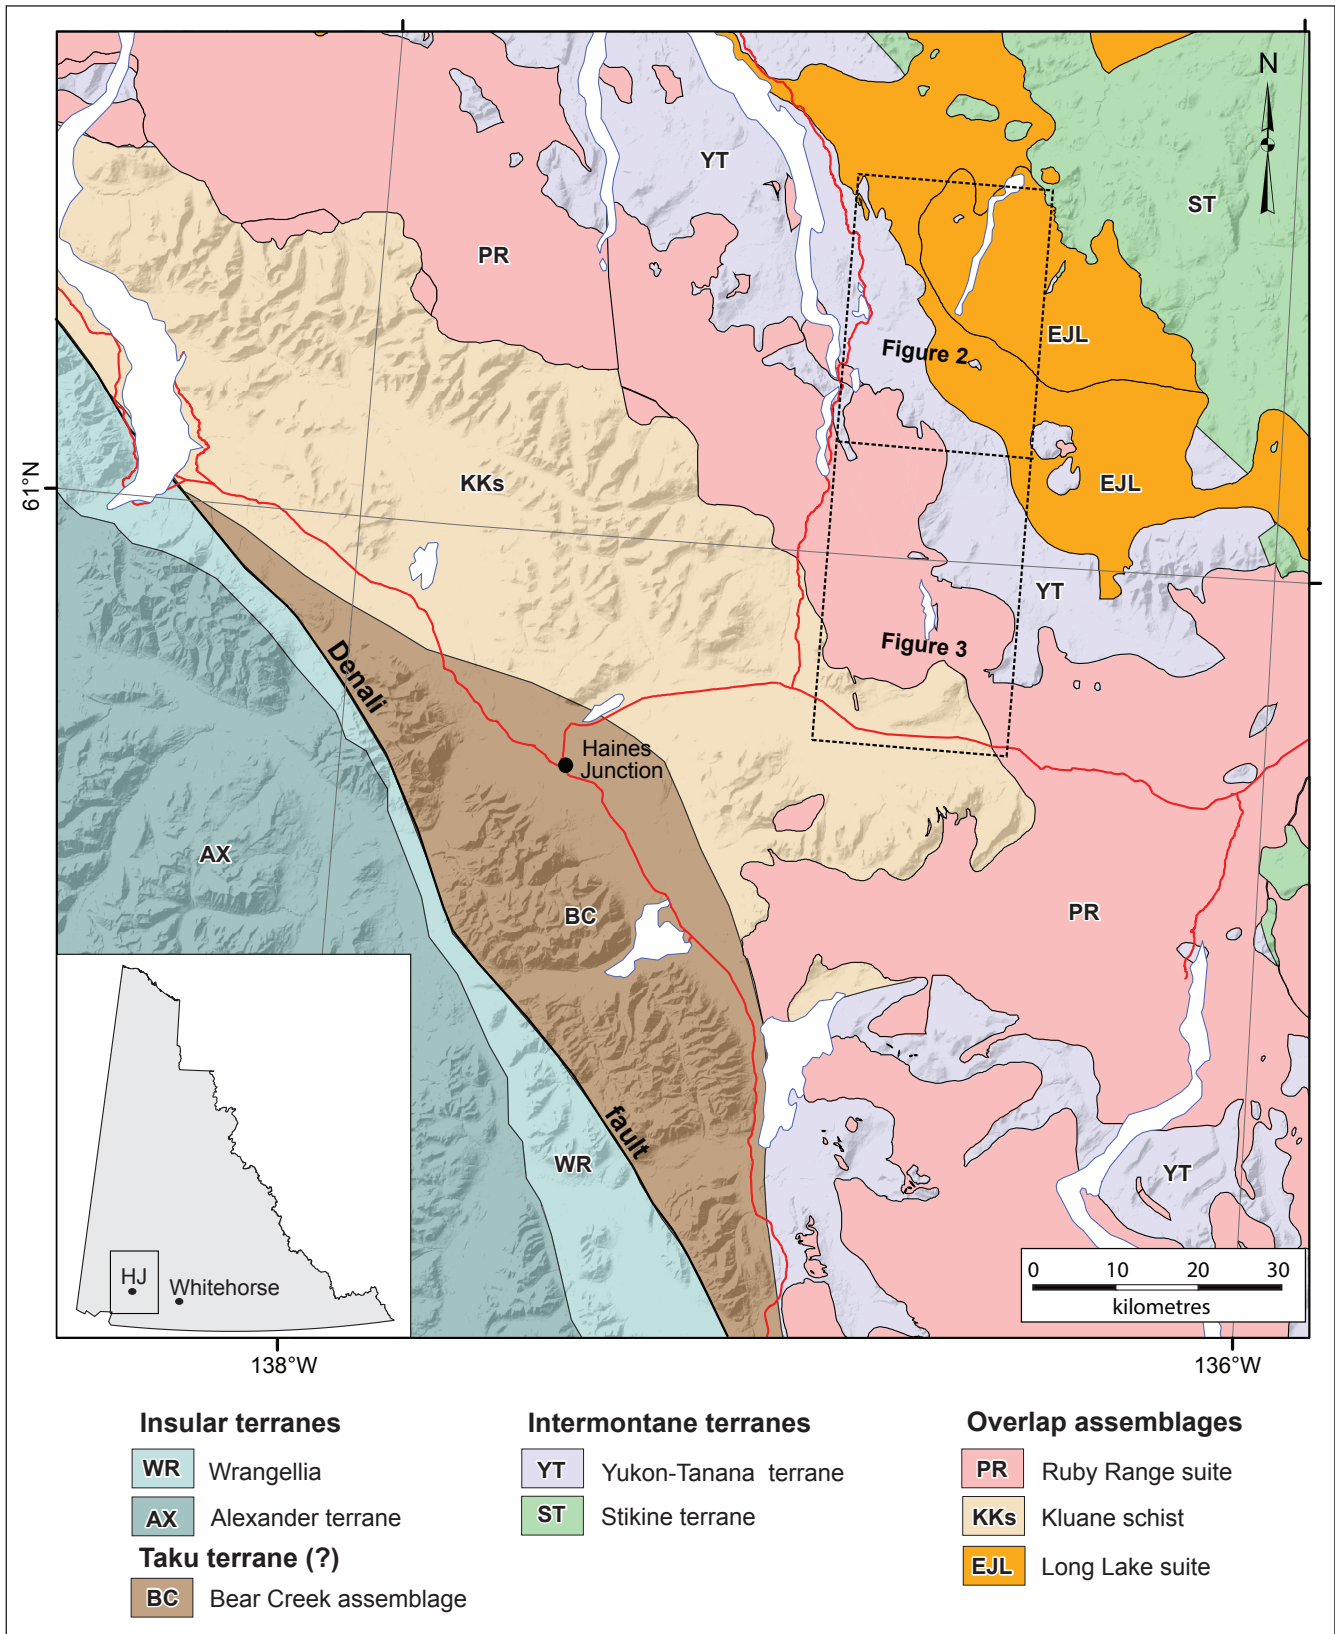 N
YT
ST
PR
EJL
Figure 2
61°N
KKs
EJL
YT
Figure 3
Denali
Haines
Junction
AX
BC
PR
fault
WR
YT
HJ
Whitehorse
0 10 20 30
kilometres
138°W
136°W
Insular terranes
WR Wrangellia
AX Alexander terrane
Taku terrane (?)
BC Bear Creek assemblage
Intermontane terranes
YT Yukon-Tanana terrane
ST Stikine terrane
Overlap assemblages
PR Ruby Range suite
KKs Kluane schist
EJL Long Lake suite